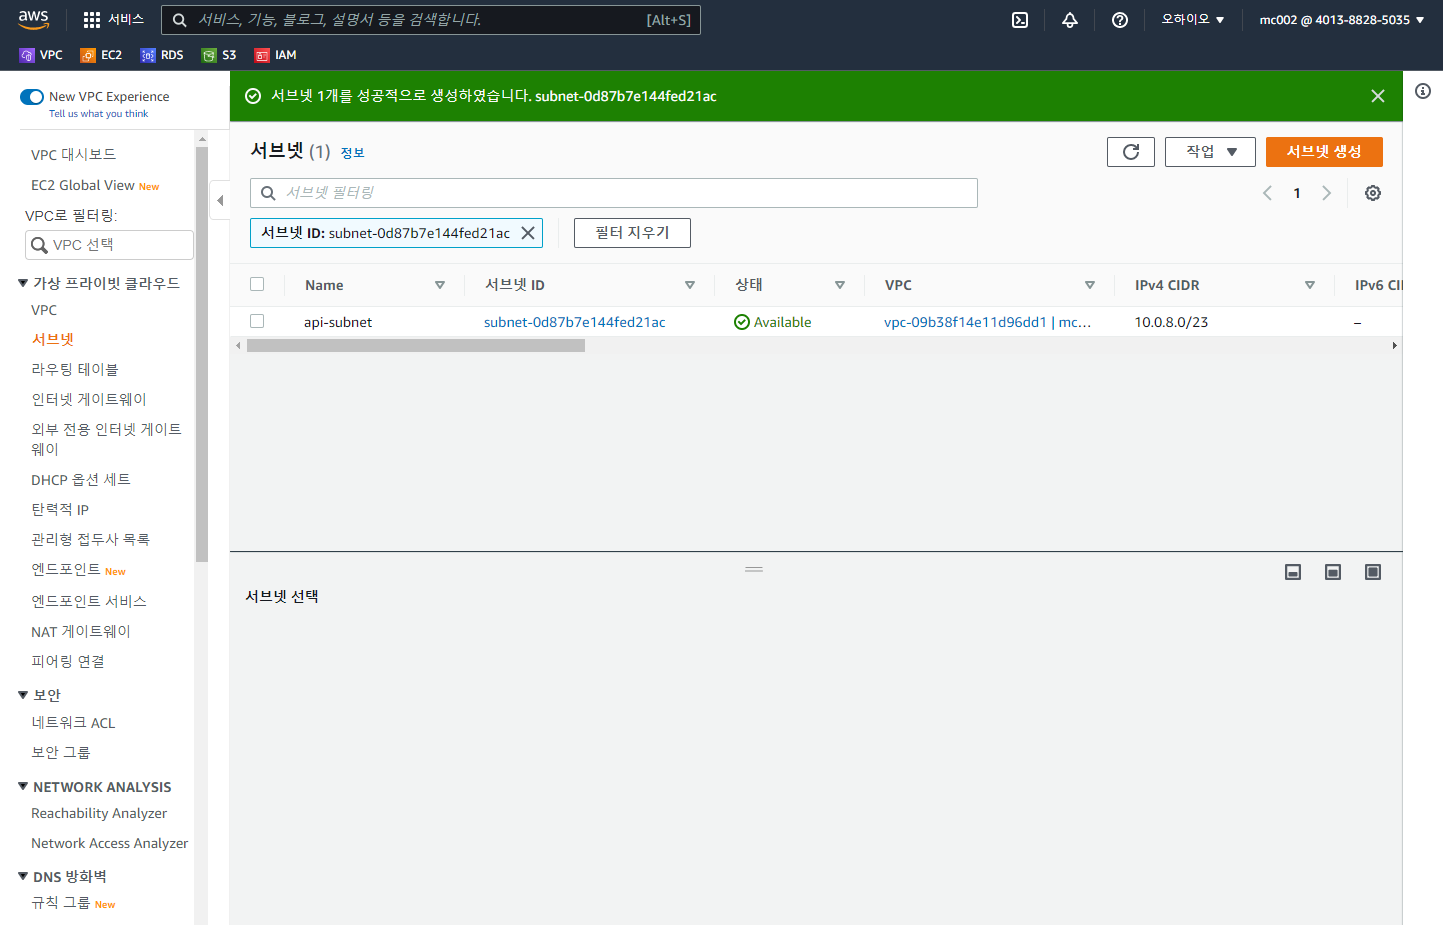 aws
서비스
서비스, 기능, 블로그, 설명서 등을 검색합니다.
[Alt+S]
오하이오
mc002 @ 4013-8828-5035
VPC
EC2
RDS
S3
IAM
New VPC Experience
Tell us what you think
VPC 대시보드
EC2 Global View New
VPC로 필터링:
VPC 선택
가상 프라이빗 클라우드
VPC
서브넷
라우팅 테이블
인터넷 게이트웨이
외부 전용 인터넷 게이트
웨이
DHCP 옵션 세트
탄력적 IP
관리형 접두사 목록
엔드포인트 New
엔드포인트 서비스
NAT 게이트웨이
피어링 연결
보안
네트워크 ACL
보안 그룹
NETWORK ANALYSIS
Reachability Analyzer
Network Access Analyzer
DNS 방화벽
규칙 그룹 New
서브넷 1개를 성공적으로 생성하였습니다. subnet-0d87b7e144fed21ac
서브넷 (1) 정보
작업
서브넷 생성
서브넷 필터링
1
서브넷 ID: subnet-0d87b7e144fed21ac
필터 지우기
Name 서브넷 ID 상태 VPC IPv4 CIDR IPv6 CI
api-subnet subnet-0d87b7e144fed21ac Available vpc-09b38f14e11d96dd1 | mc... 10.0.8.0/23 –
서브넷 선택